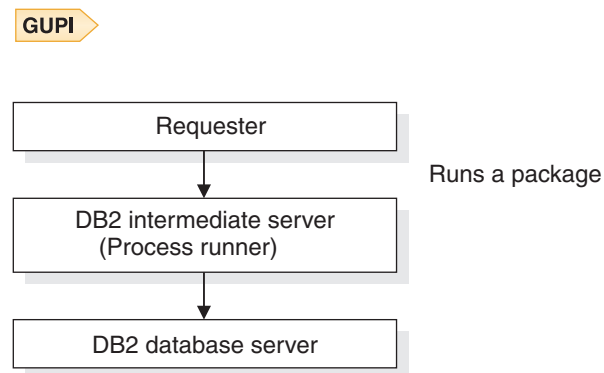 GUPI
Requester
Runs a package
DB2 intermediate server
(Process runner)
DB2 database server